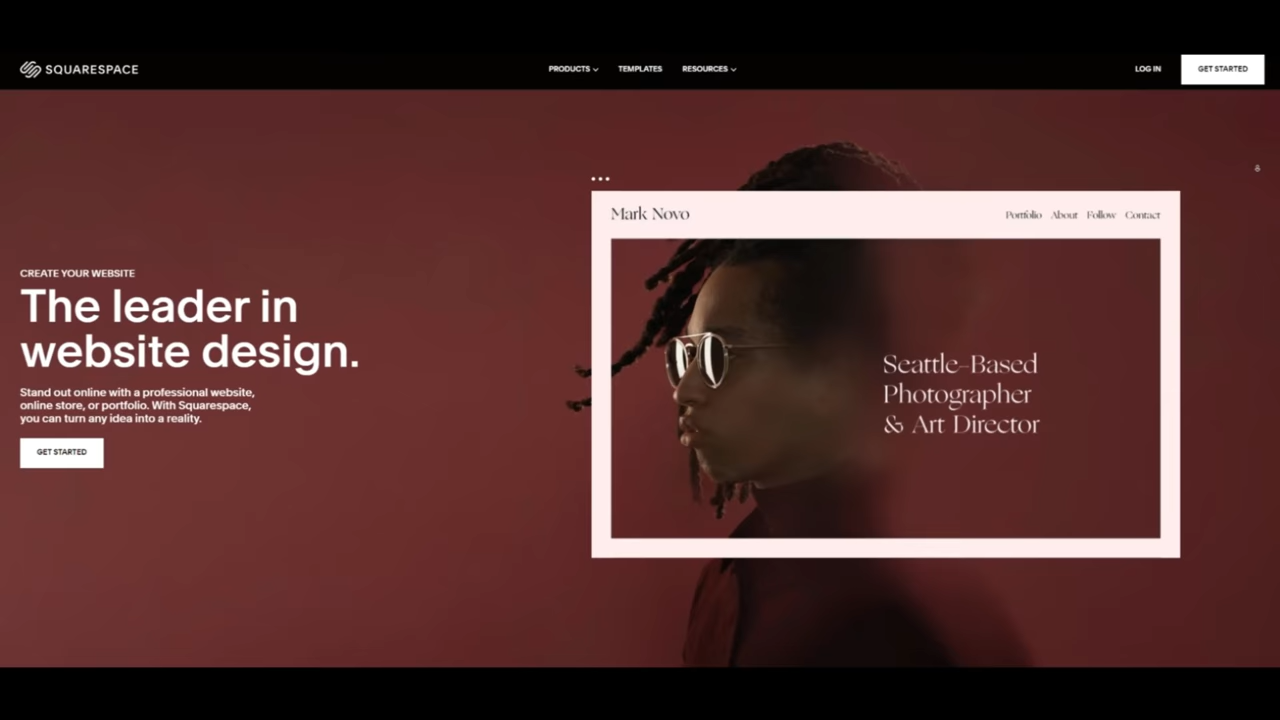 SQUARESPACE
PRODUCTS
TEMPLATES
RESOURCES
LOG IN
GET STARTED
CREATE YOUR WEBSITE
The leader in
website design.
Stand out online with a professional website,
online store, or portfolio. With Squarespace,
you can turn any idea into a reality.
GET STARTED
Mark Novo
Portfolio About Follow Contact
Seattle-Based
Photographer
& Art Director